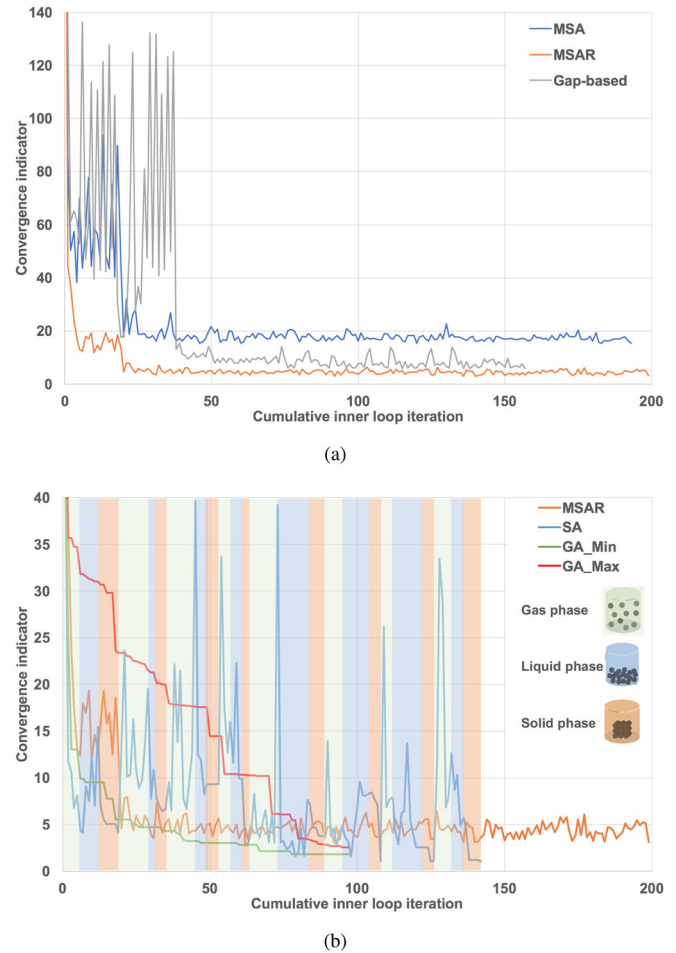 140
120
100
80
60
40
20
0
Convergence indicator
MSA
MSAR
Gap-based
0 50 100 150 200
Cumulative inner loop iteration
(a)
40
35
30
25
20
15
10
5
0
Convergence indicator
MSAR
SA
GA_Min
GA_Max
Gas phase
Liquid phase
Solid phase
0 50 100 150 200
Cumulative inner loop iteration
(b)